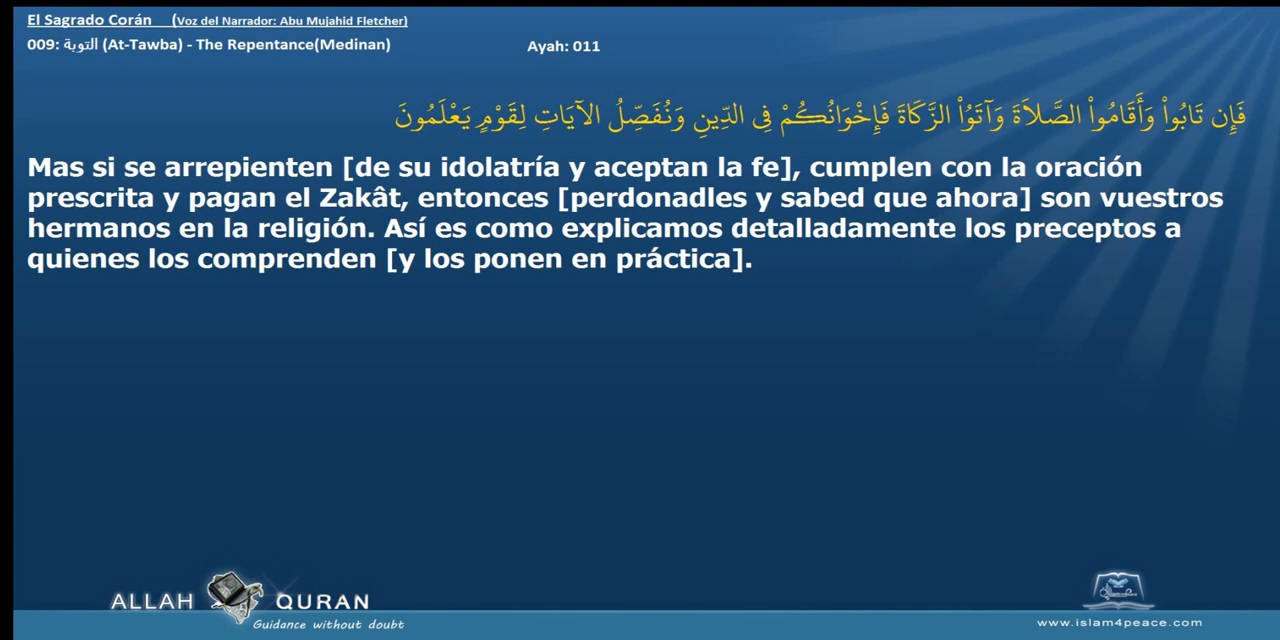 El Sagrado Corán (Voz del Narrador: Abu Mujahid Fletcher)
009: التوبة (At-Tawba) - The Repentance(Medinan) Ayah: 011
فَإِن تَابُواْ وَأَقَامُواْ الصَّلاَةَ وَآتَوُاْ الزَّكَاةَ فَإِخْوَانُكُمْ فِي الدِّينِ وَنُفَصِّلُ الآيَاتِ لِقَوْمٍ يَعْلَمُونَ
Mas si se arrepienten [de su idolatría y aceptan la fe], cumplen con la oración
prescrita y pagan el Zakât, entonces [perdonadles y sabed que ahora] son vuestros
hermanos en la religión. Así es como explicamos detalladamente los preceptos a
quienes los comprenden [y los ponen en práctica].
ALLAH QURAN
Guidance without doubt
www.islam4peace.com